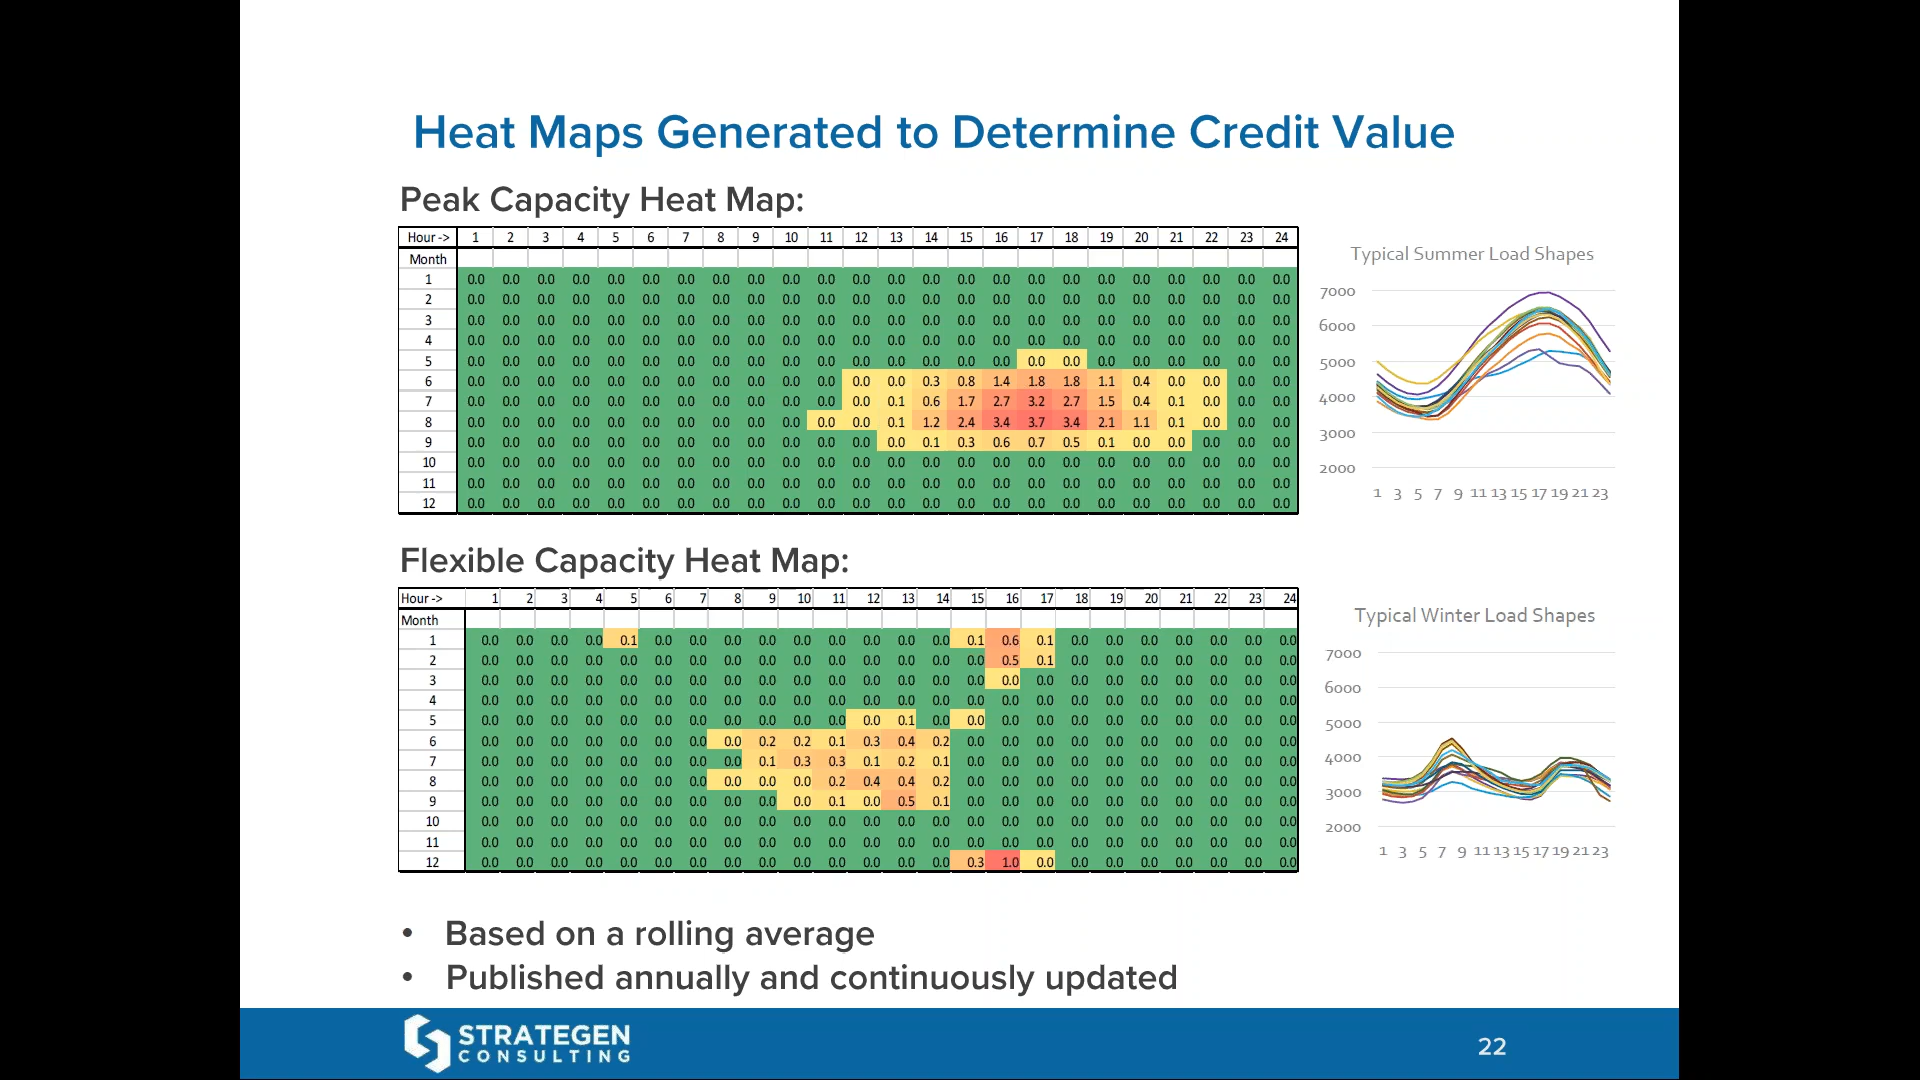 Heat Maps Generated to Determine Credit Value
Peak Capacity Heat Map:
Hour -> 1 2 3 4 5 6 7 8 9 10 11 12 13 14 15 16 17 18 19 20 21 22 23 24
Month
1 0.0 0.0 0.0 0.0 0.0 0.0 0.0 0.0 0.0 0.0 0.0 0.0 0.0 0.0 0.0 0.0 0.0 0.0 0.0 0.0 0.0 0.0 0.0 0.0
2 0.0 0.0 0.0 0.0 0.0 0.0 0.0 0.0 0.0 0.0 0.0 0.0 0.0 0.0 0.0 0.0 0.0 0.0 0.0 0.0 0.0 0.0 0.0 0.0
3 0.0 0.0 0.0 0.0 0.0 0.0 0.0 0.0 0.0 0.0 0.0 0.0 0.0 0.0 0.0 0.0 0.0 0.0 0.0 0.0 0.0 0.0 0.0 0.0
4 0.0 0.0 0.0 0.0 0.0 0.0 0.0 0.0 0.0 0.0 0.0 0.0 0.0 0.0 0.0 0.0 0.0 0.0 0.0 0.0 0.0 0.0 0.0 0.0
5 0.0 0.0 0.0 0.0 0.0 0.0 0.0 0.0 0.0 0.0 0.0 0.0 0.0 0.0 0.0 0.0 0.0 0.0 0.0 0.0 0.0 0.0 0.0 0.0
6 0.0 0.0 0.0 0.0 0.0 0.0 0.0 0.0 0.0 0.0 0.0 0.0 0.0 0.3 0.8 1.4 1.8 1.8 1.1 0.4 0.0 0.0 0.0 0.0
7 0.0 0.0 0.0 0.0 0.0 0.0 0.0 0.0 0.0 0.0 0.0 0.0 0.1 0.6 1.7 2.7 3.2 2.7 1.5 0.4 0.1 0.0 0.0 0.0
8 0.0 0.0 0.0 0.0 0.0 0.0 0.0 0.0 0.0 0.0 0.0 0.0 0.1 1.2 2.4 3.4 3.7 3.4 2.1 1.1 0.1 0.0 0.0 0.0
9 0.0 0.0 0.0 0.0 0.0 0.0 0.0 0.0 0.0 0.0 0.0 0.0 0.0 0.1 0.3 0.6 0.7 0.5 0.1 0.0 0.0 0.0 0.0 0.0
10 0.0 0.0 0.0 0.0 0.0 0.0 0.0 0.0 0.0 0.0 0.0 0.0 0.0 0.0 0.0 0.0 0.0 0.0 0.0 0.0 0.0 0.0 0.0 0.0
11 0.0 0.0 0.0 0.0 0.0 0.0 0.0 0.0 0.0 0.0 0.0 0.0 0.0 0.0 0.0 0.0 0.0 0.0 0.0 0.0 0.0 0.0 0.0 0.0
12 0.0 0.0 0.0 0.0 0.0 0.0 0.0 0.0 0.0 0.0 0.0 0.0 0.0 0.0 0.0 0.0 0.0 0.0 0.0 0.0 0.0 0.0 0.0 0.0
Typical Summer Load Shapes
7000
6000
5000
4000
3000
2000
1 3 5 7 9 11 13 15 17 19 21 23
Flexible Capacity Heat Map:
Hour -> 1 2 3 4 5 6 7 8 9 10 11 12 13 14 15 16 17 18 19 20 21 22 23 24
Month
1 0.0 0.0 0.0 0.0 0.1 0.0 0.0 0.0 0.0 0.0 0.0 0.0 0.0 0.0 0.1 0.6 0.1 0.0 0.0 0.0 0.0 0.0 0.0 0.0
2 0.0 0.0 0.0 0.0 0.0 0.0 0.0 0.0 0.0 0.0 0.0 0.0 0.0 0.0 0.0 0.5 0.1 0.0 0.0 0.0 0.0 0.0 0.0 0.0
3 0.0 0.0 0.0 0.0 0.0 0.0 0.0 0.0 0.0 0.0 0.0 0.0 0.0 0.0 0.0 0.0 0.0 0.0 0.0 0.0 0.0 0.0 0.0 0.0
4 0.0 0.0 0.0 0.0 0.0 0.0 0.0 0.0 0.0 0.0 0.0 0.0 0.0 0.0 0.0 0.0 0.0 0.0 0.0 0.0 0.0 0.0 0.0 0.0
5 0.0 0.0 0.0 0.0 0.0 0.0 0.0 0.0 0.0 0.0 0.0 0.0 0.1 0.0 0.0 0.0 0.0 0.0 0.0 0.0 0.0 0.0 0.0 0.0
6 0.0 0.0 0.0 0.0 0.0 0.0 0.0 0.0 0.2 0.2 0.1 0.3 0.4 0.2 0.0 0.0 0.0 0.0 0.0 0.0 0.0 0.0 0.0 0.0
7 0.0 0.0 0.0 0.0 0.0 0.0 0.0 0.0 0.1 0.3 0.3 0.1 0.2 0.1 0.0 0.0 0.0 0.0 0.0 0.0 0.0 0.0 0.0 0.0
8 0.0 0.0 0.0 0.0 0.0 0.0 0.0 0.0 0.0 0.0 0.2 0.4 0.4 0.2 0.0 0.0 0.0 0.0 0.0 0.0 0.0 0.0 0.0 0.0
9 0.0 0.0 0.0 0.0 0.0 0.0 0.0 0.0 0.0 0.0 0.1 0.0 0.5 0.1 0.0 0.0 0.0 0.0 0.0 0.0 0.0 0.0 0.0 0.0
10 0.0 0.0 0.0 0.0 0.0 0.0 0.0 0.0 0.0 0.0 0.0 0.0 0.0 0.0 0.0 0.0 0.0 0.0 0.0 0.0 0.0 0.0 0.0 0.0
11 0.0 0.0 0.0 0.0 0.0 0.0 0.0 0.0 0.0 0.0 0.0 0.0 0.0 0.0 0.0 0.0 0.0 0.0 0.0 0.0 0.0 0.0 0.0 0.0
12 0.0 0.0 0.0 0.0 0.0 0.0 0.0 0.0 0.0 0.0 0.0 0.0 0.0 0.0 0.3 1.0 0.0 0.0 0.0 0.0 0.0 0.0 0.0 0.0
Typical Winter Load Shapes
7000
6000
5000
4000
3000
2000
1 3 5 7 9 11 13 15 17 19 21 23
• Based on a rolling average
• Published annually and continuously updated
STRATEGEN
CONSULTING
22